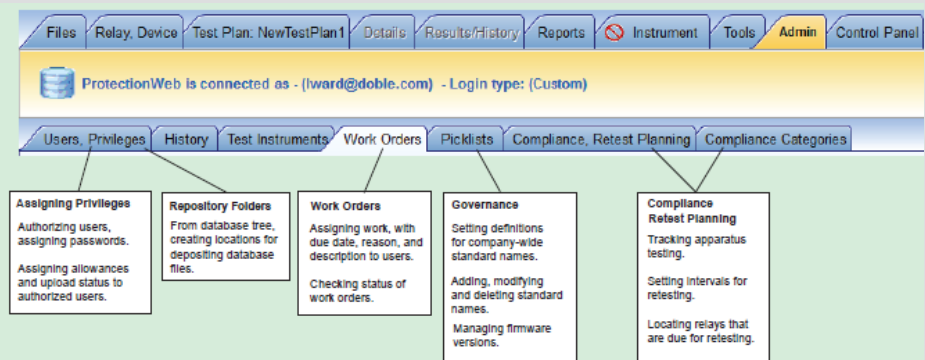 Files Relay, Device Test Plan: NewTestPlan1 Details Results/History Reports Instrument Tools Admin Control Panel
ProtectionWeb is connected as - (lward@doble.com) - Login type: (Custom)
Users, Privileges History Test Instruments Work Orders Picklists Compliance, Retest Planning Compliance Categories
Assigning Privileges
Authorizing users,
assigning passwords.
Assigning allowances
and upload status to
authorized users.
Repository Folders
From database tree,
creating locations for
depositing database
files.
Work Orders
Assigning work, with
due date, reason, and
description to users.
Checking status of
work orders.
Governance
Setting definitions
for company-wide
standard names.
Adding, modifying
and deleting standard
names.
Managing firmware
versions.
Compliance
Retest Planning
Tracking apparatus
testing.
Setting intervals for
retesting.
Locating relays that
are due for retesting.